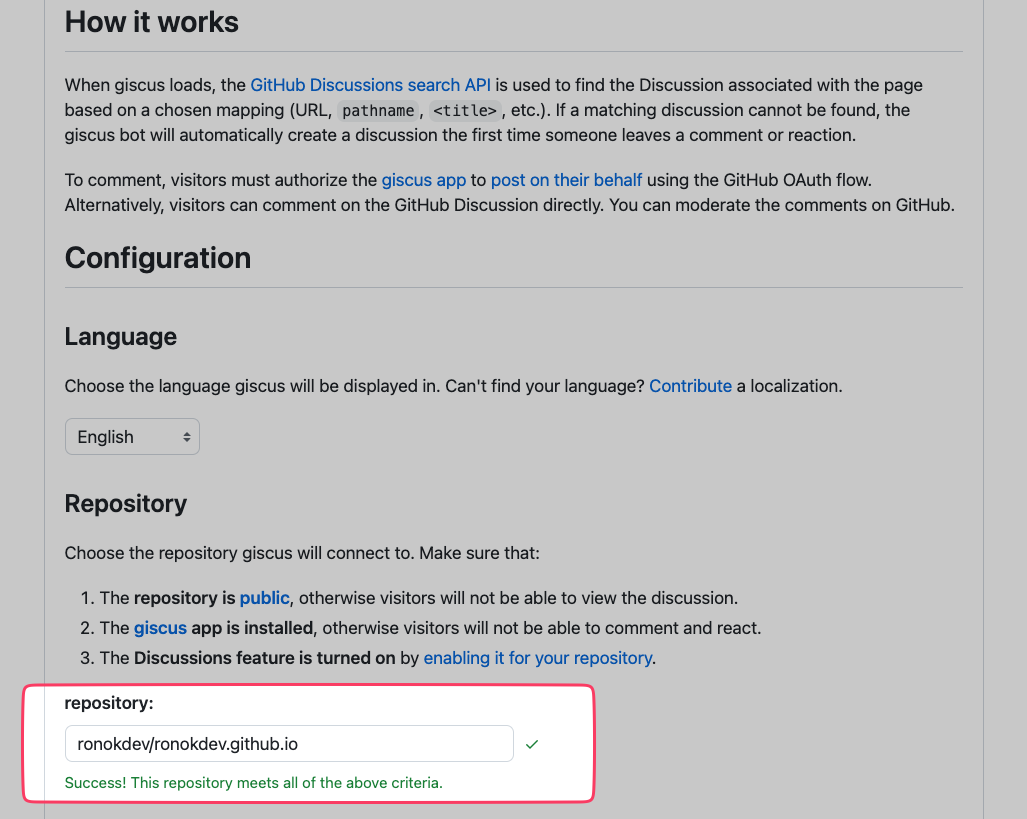 How it works
When giscus loads, the GitHub Discussions search API is used to find the Discussion associated with the page
based on a chosen mapping (URL, pathname, <title>, etc.). If a matching discussion cannot be found, the
giscus bot will automatically create a discussion the first time someone leaves a comment or reaction.
To comment, visitors must authorize the giscus app to post on their behalf using the GitHub OAuth flow.
Alternatively, visitors can comment on the GitHub Discussion directly. You can moderate the comments on GitHub.
Configuration
Language
Choose the language giscus will be displayed in. Can't find your language? Contribute a localization.
English
Repository
Choose the repository giscus will connect to. Make sure that:
1. The repository is public, otherwise visitors will not be able to view the discussion.
2. The giscus app is installed, otherwise visitors will not be able to comment and react.
3. The Discussions feature is turned on by enabling it for your repository.
repository:
ronokdev/ronokdev.github.io
Success! This repository meets all of the above criteria.